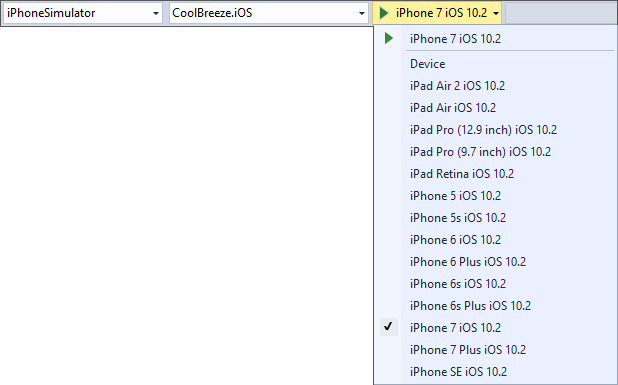 iPhoneSimulator CoolBreeze.iOS iPhone 7 iOS 10.2
iPhone 7 iOS 10.2
Device
iPad Air 2 iOS 10.2
iPad Air iOS 10.2
iPad Pro (12.9 inch) iOS 10.2
iPad Pro (9.7 inch) iOS 10.2
iPad Retina iOS 10.2
iPhone 5 iOS 10.2
iPhone 5s iOS 10.2
iPhone 6 iOS 10.2
iPhone 6 Plus iOS 10.2
iPhone 6s iOS 10.2
iPhone 6s Plus iOS 10.2
iPhone 7 iOS 10.2
iPhone 7 Plus iOS 10.2
iPhone SE iOS 10.2